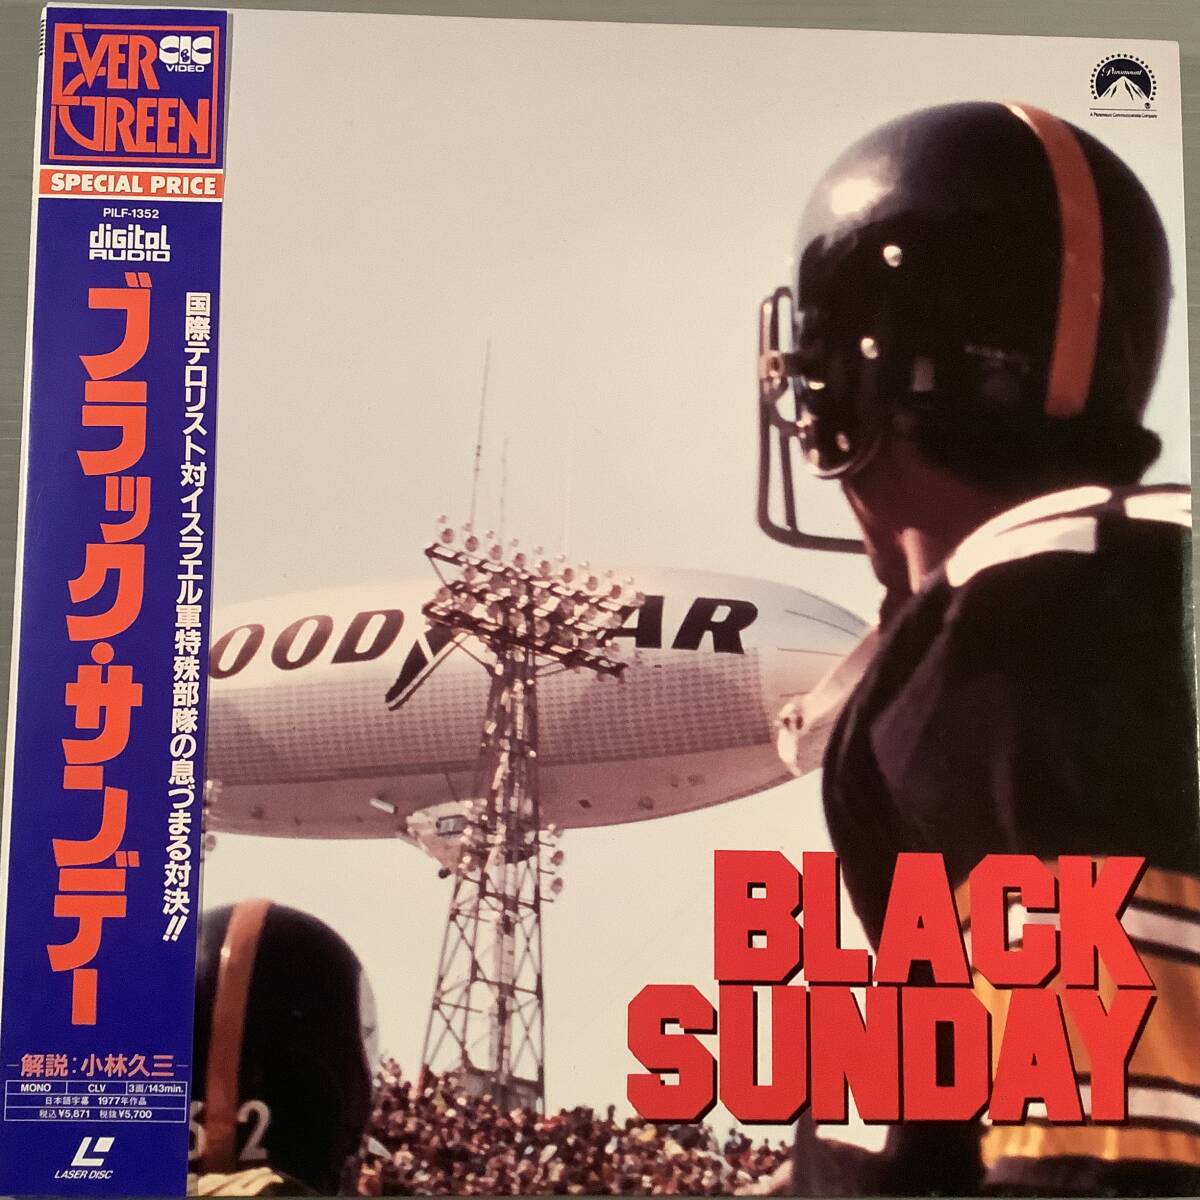 EVER GREEN
CIC
VIDEO
SPECIAL PRICE
PILF-1352
digital
AUDIO
ブラック・サンデー
国際テロリスト対イスラエル軍特殊部隊の息づまる対決!!
解説:小林久三
MONO CLV 3面/143min.
日本語字幕 1977年作品
税込¥5,871 税抜¥5,700
LASER DISC
Paramount
®
A Paramount Communications Company
OOD AR
BLACK
SUNDAY
52